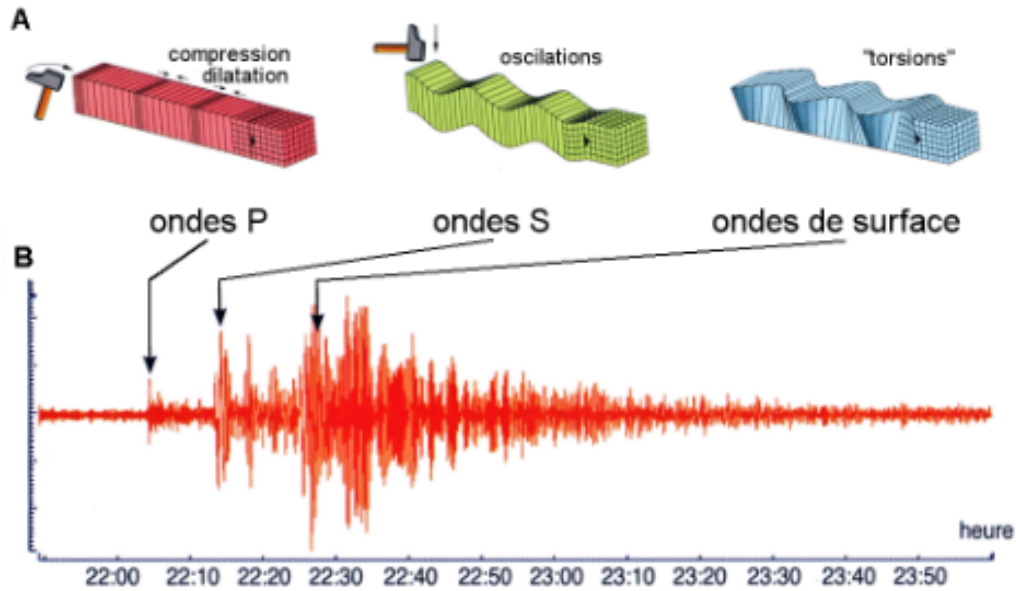 A
compression
dilatation
oscilations
"torsions"
ondes P
ondes S
ondes de surface
B
heure
22:00 22:10 22:20 22:30 22:40 22:50 23:00 23:10 23:20 23:30 23:40 23:50